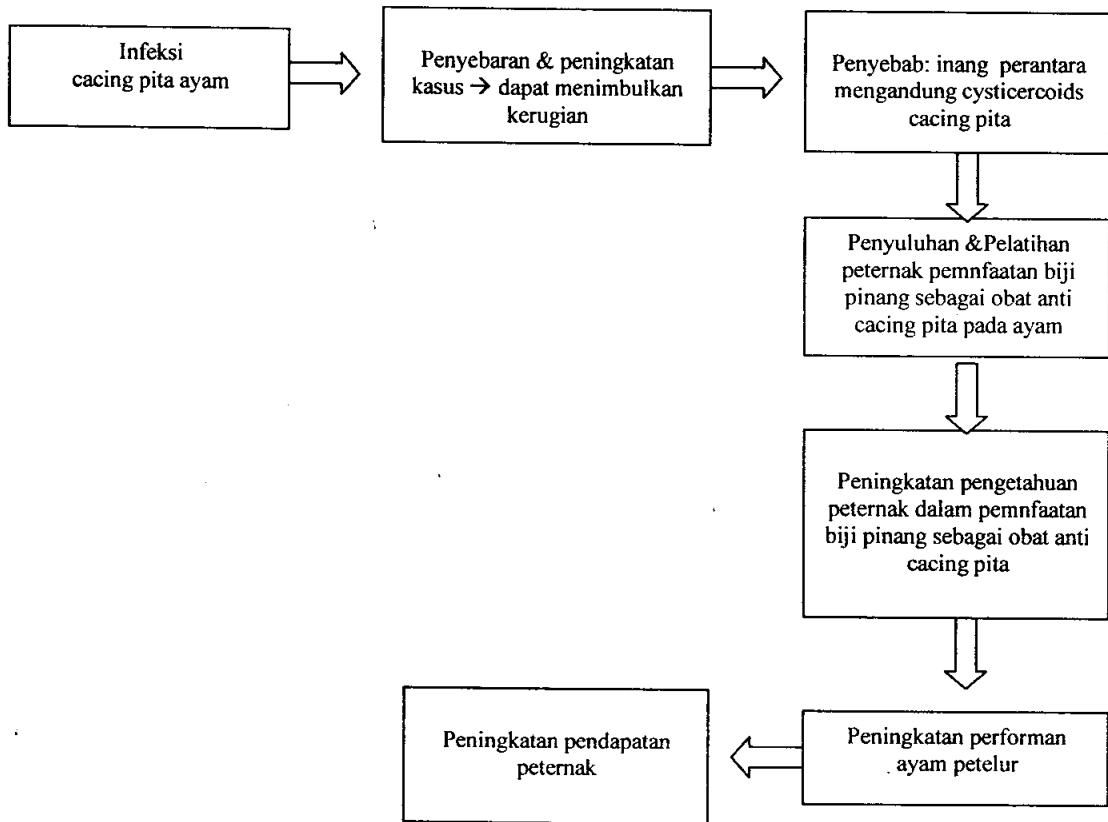 Infeksi
cacing pita ayam
Penyebaran & peningkatan
kasus → dapat menimbulkan
kerugian
Penyebab: inang perantara
mengandung cysticercoids
cacing pita
Penyuluhan &Pelatihan
peternak pemnfaatan biji
pinang sebagai obat anti
cacing pita pada ayam
Peningkatan pengetahuan
peternak dalam pemnfaatan
biji pinang sebagai obat anti
cacing pita
Peningkatan performan
ayam petelur
Peningkatan pendapatan
peternak